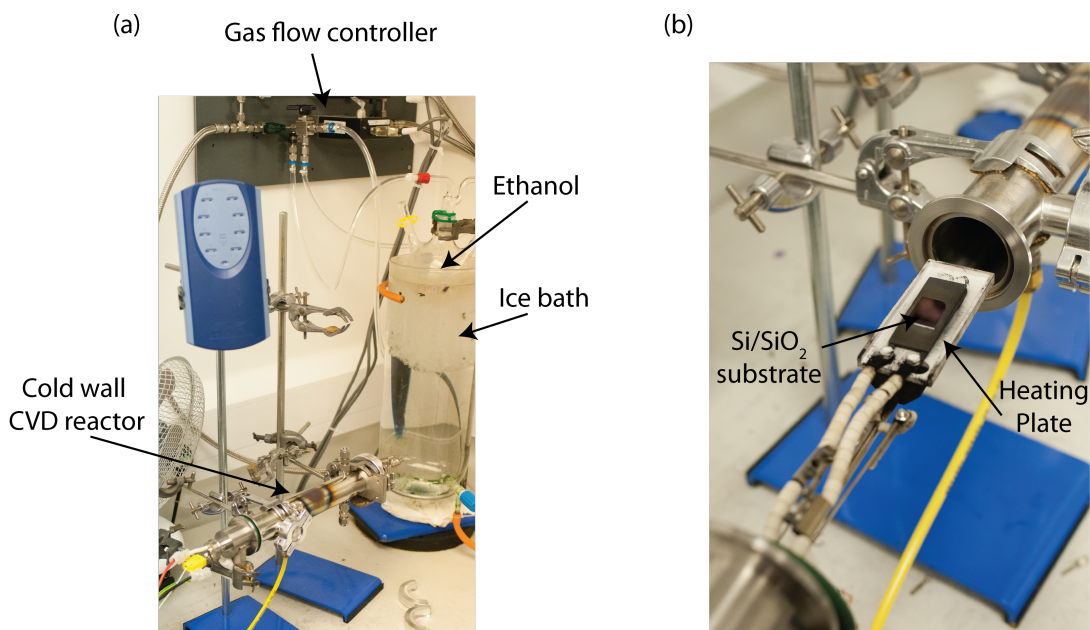 (a)
Gas flow controller
Ethanol
Ice bath
Cold wall
CVD reactor
(b)
Si/SiO₂
substrate
Heating
Plate